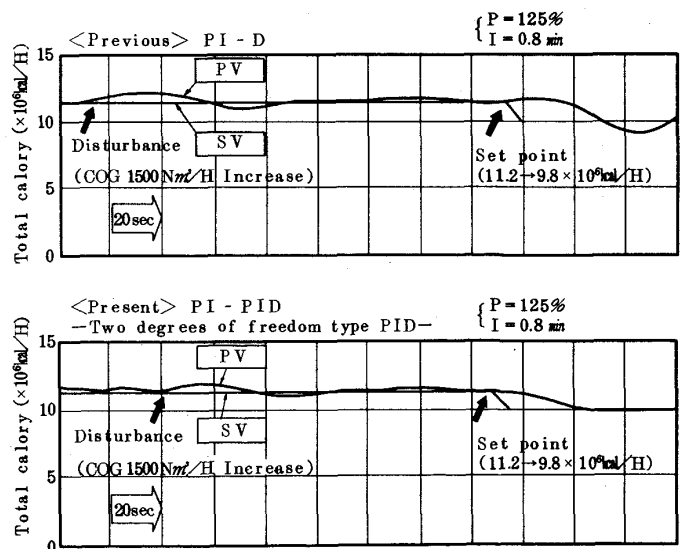 <Previous> PI-D
{ P=125%
I=0.8 min
Total calory (×10⁶kcal/H)
15
10
5
0
PV
SV
Disturbance
(COG 1500 Nm³/H Increase)
Set point
(11.2→9.8×10⁶kcal/H)
20sec
<Present> PI-PID
—Two degrees of freedom type PID—
{ P=125%
I=0.8 min
Total calory (×10⁶kcal/H)
15
10
5
0
PV
SV
Disturbance
(COG 1500 Nm³/H Increase)
Set point
(11.2→9.8×10⁶kcal/H)
20sec